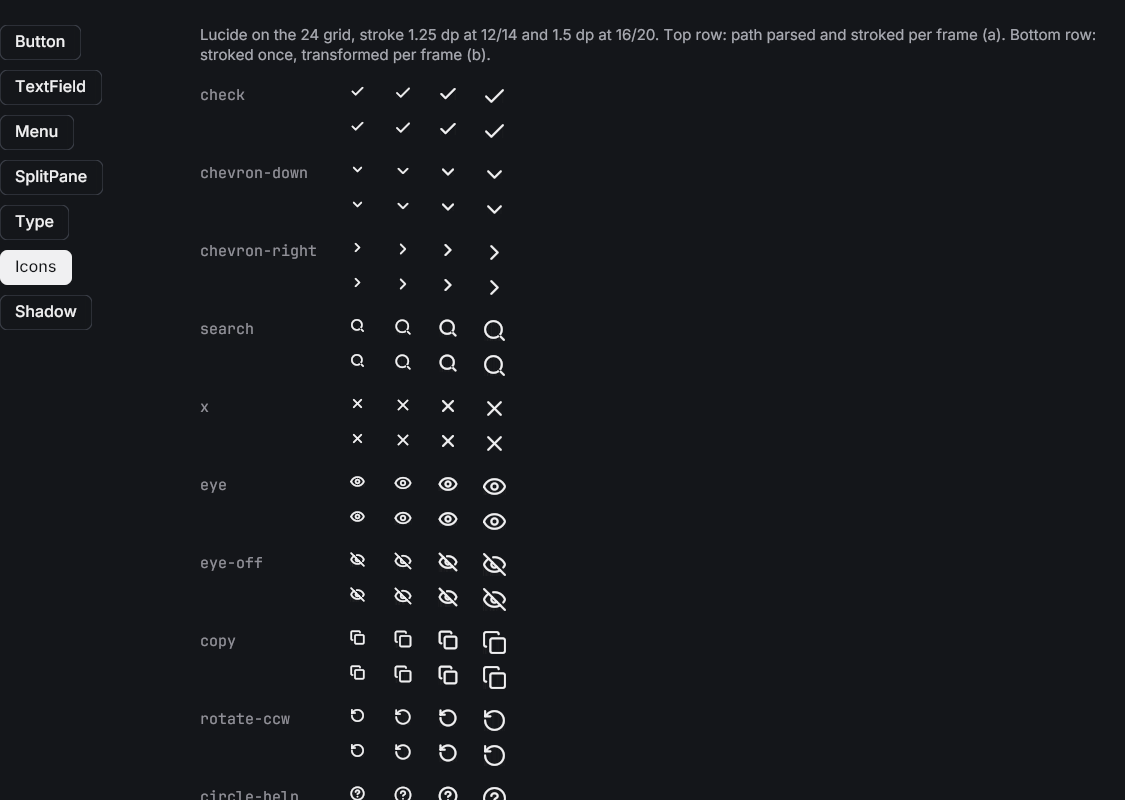 Button
TextField
Menu
SplitPane
Type
Icons
Shadow
Lucide on the 24 grid, stroke 1.25 dp at 12/14 and 1.5 dp at 16/20. Top row: path parsed and stroked per frame (a). Bottom row:
stroked once, transformed per frame (b).
check
chevron-down
chevron-right
search
x
eye
eye-off
copy
rotate-ccw
circle-help